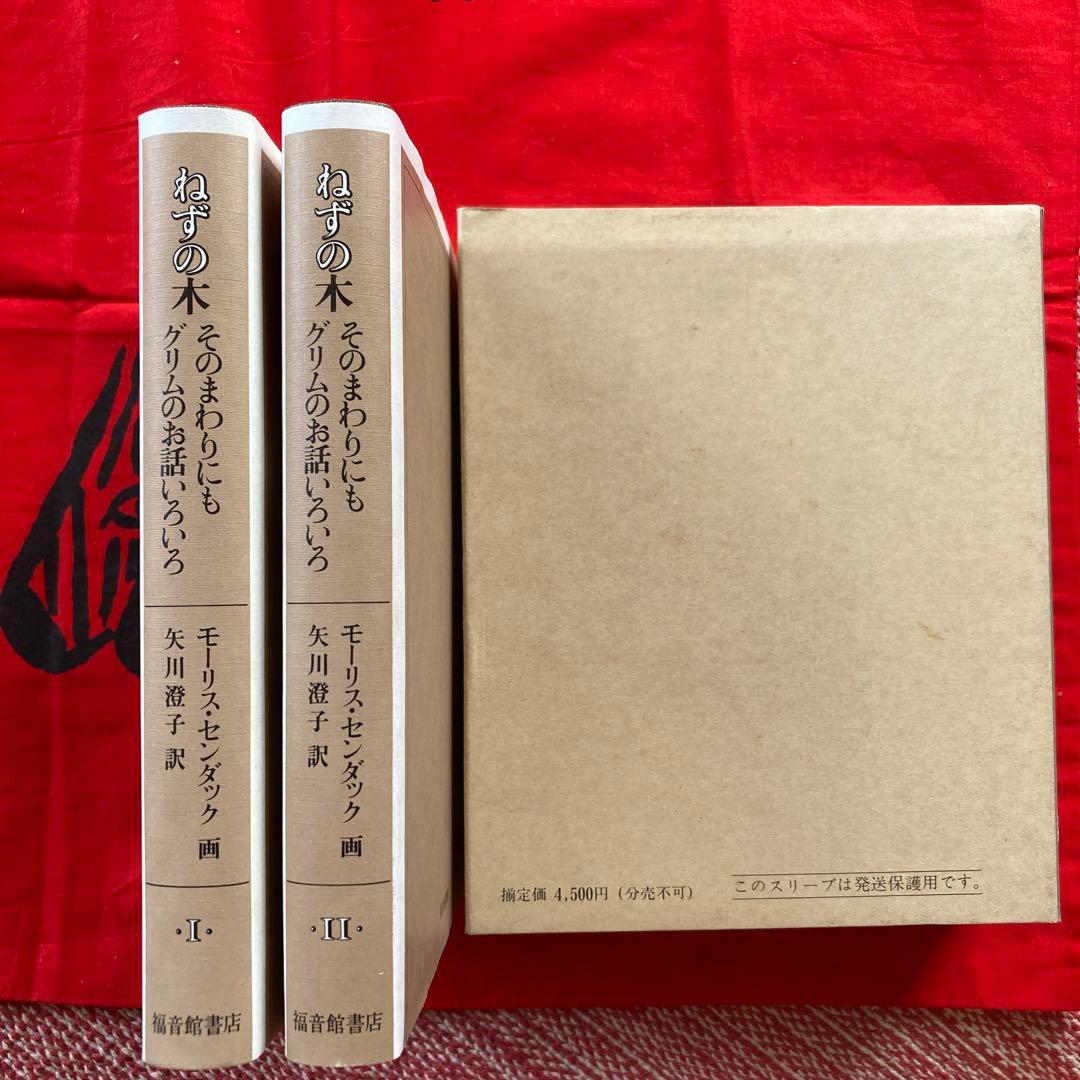 ねずの木
そのまわりにも
グリムのお話いろいろ
モーリス・センダック 画
矢川澄子 訳
・I・
福音館書店
ねずの木
そのまわりにも
グリムのお話いろいろ
モーリス・センダック 画
矢川澄子 訳
・II・
福音館書店
揃定価 4,500円 (分売不可)
このスリーブは発送保護用です。